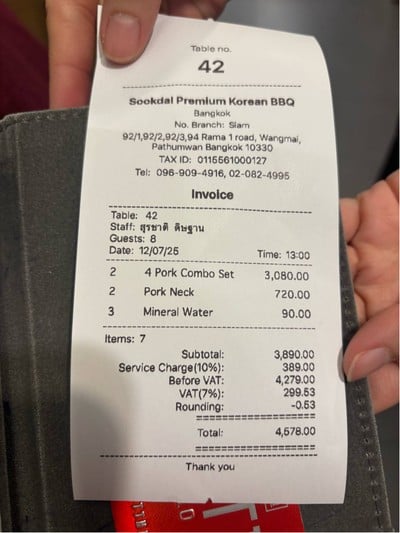 Table no.
42
Sookdal Premium Korean BBQ
Bangkok
No. Branch: Siam
92/1,92/2,92/3,94 Rama 1 road, Wangmai,
Pathumwan Bangkok 10330
TAX ID: 0115561000127
Tel: 096-909-4916, 02-082-4995
Invoice
Table: 42
Staff: สุรชาติ ดิษฐาน
Guests: 8
Date: 12/07/25 Time: 13:00
2 4 Pork Combo Set 3,080.00
2 Pork Neck 720.00
3 Mineral Water 90.00
Items: 7
Subtotal: 3,890.00
Service Charge(10%): 389.00
Before VAT: 4,279.00
VAT(7%): 299.53
Rounding: -0.53
Total: 4,578.00
Thank you